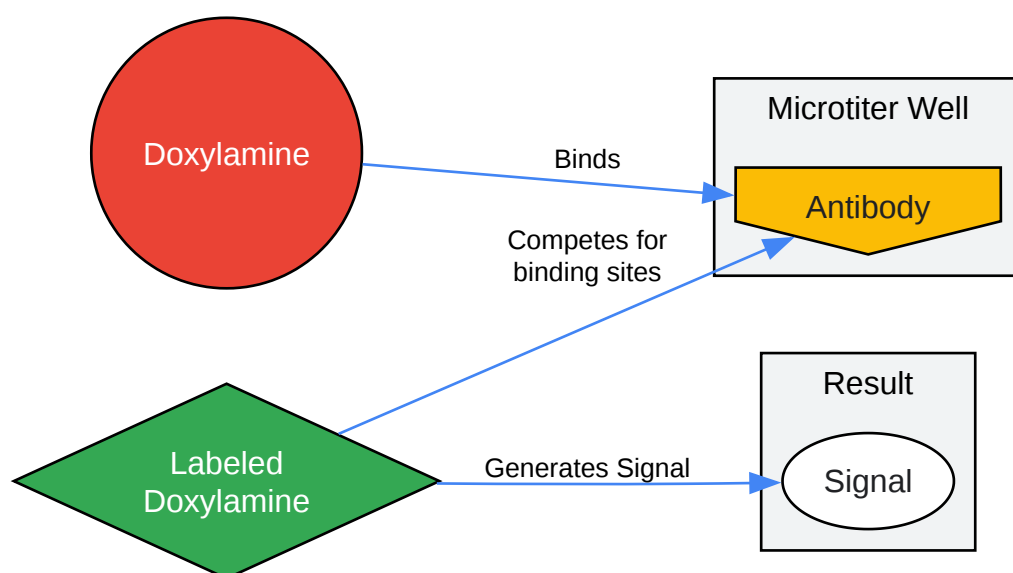 Microtiter Well
Doxylamine
Binds
Antibody
Competes for
binding sites
Result
Labeled
Doxylamine
Generates Signal
Signal